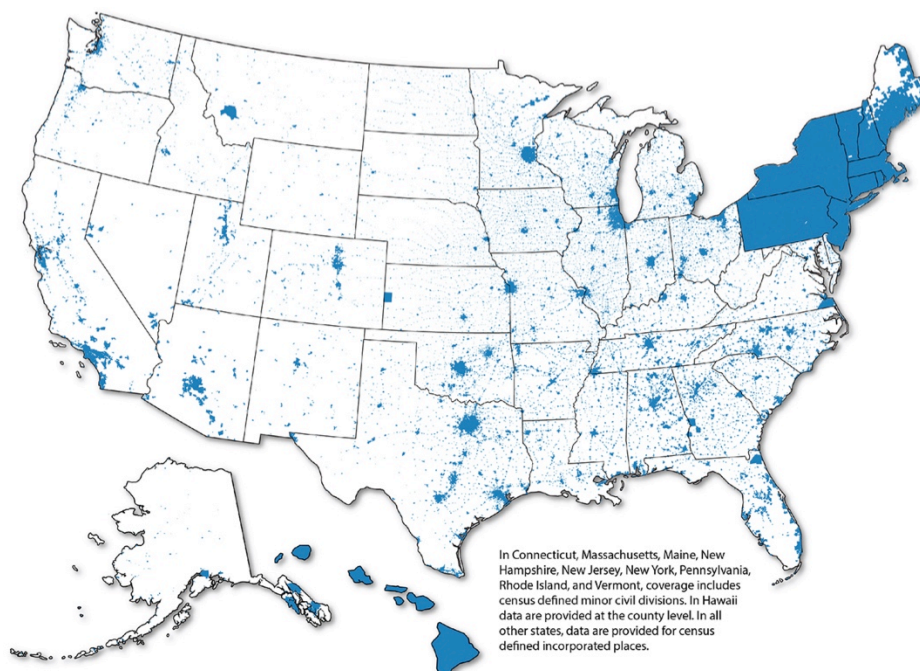 In Connecticut, Massachusetts, Maine, New
Hampshire, New Jersey, New York, Pennsylvania,
Rhode Island, and Vermont, coverage includes
census defined minor civil divisions. In Hawaii
data are provided at the county level. In all
other states, data are provided for census
defined incorporated places.